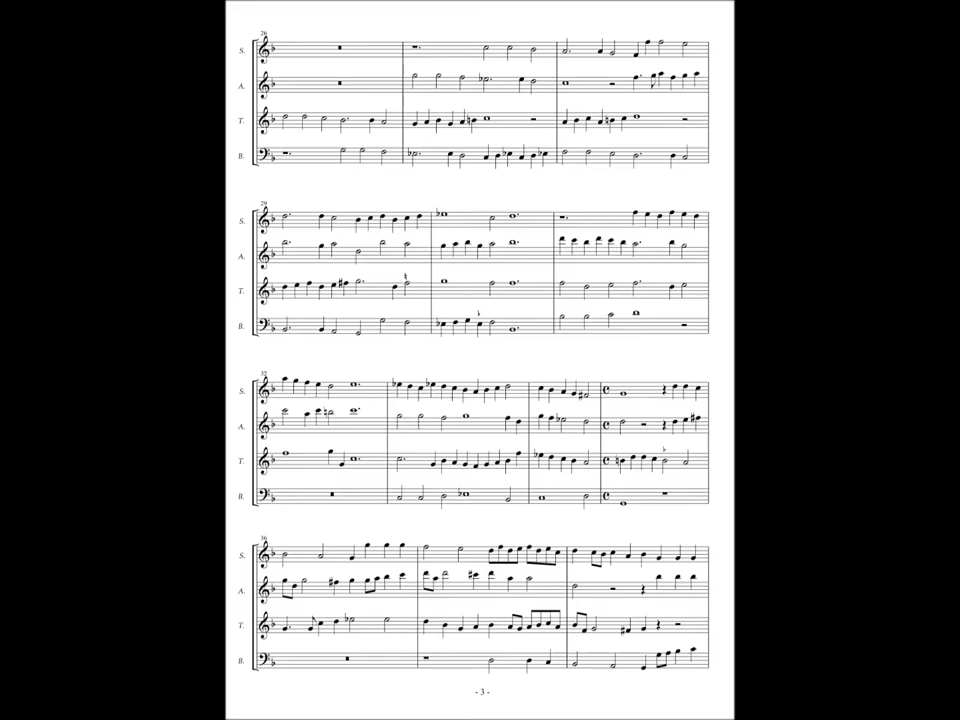 26
S.
A.
T.
B.
29
S.
A.
T.
B.
32
S.
A.
T.
B.
36
S.
A.
T.
B.
- 3 -